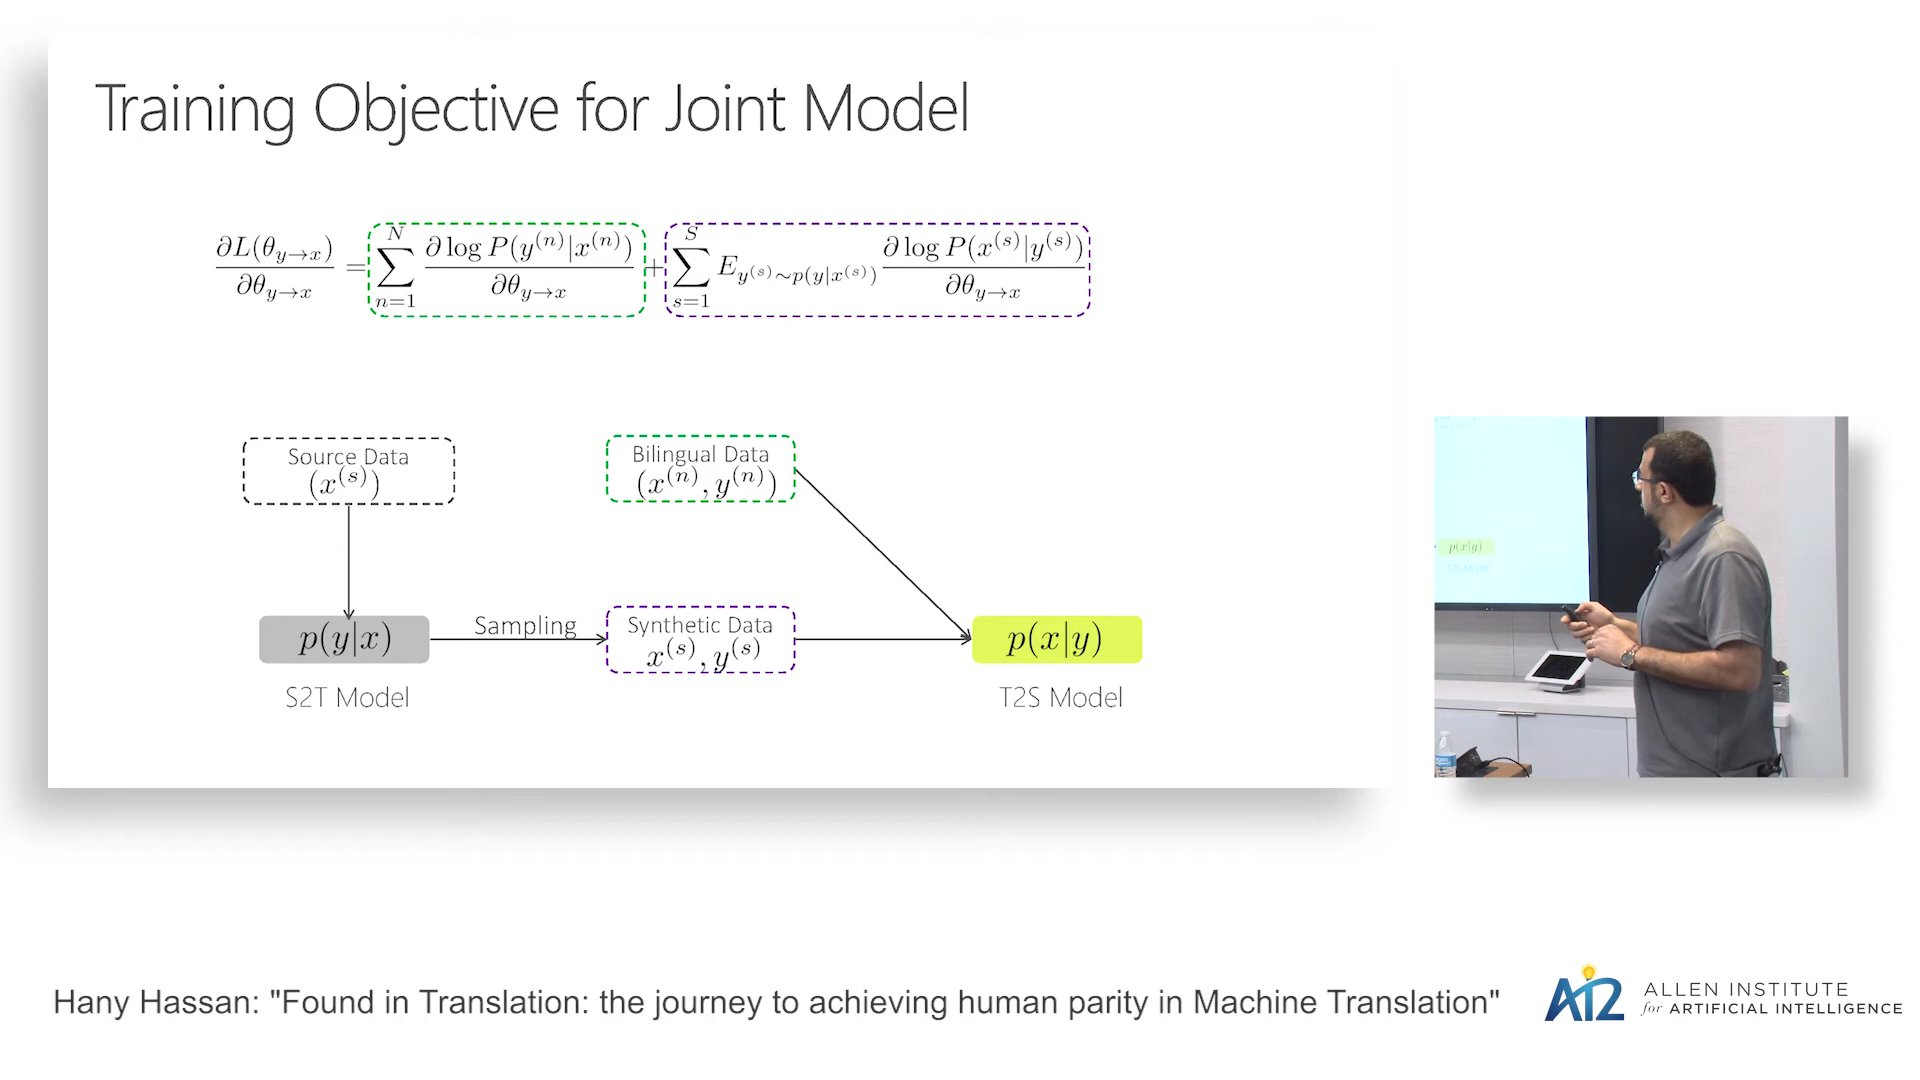 Training Objective for Joint Model
∂L(θ_{y→x}) / ∂θ_{y→x} = ∑_{n=1}^{N} ∂ log P(y^{(n)}|x^{(n)}) / ∂θ_{y→x} + ∑_{s=1}^{S} E_{y^{(s)}∼p(y|x^{(s)})} ∂ log P(x^{(s)}|y^{(s)}) / ∂θ_{y→x}
Source Data
(x^{(s)})
Bilingual Data
(x^{(n)}, y^{(n)})
p(y|x)
S2T Model
Sampling
Synthetic Data
x^{(s)}, y^{(s)}
p(x|y)
T2S Model
p(x|y)
T2S Model
Hany Hassan: "Found in Translation: the journey to achieving human parity in Machine Translation"
AI2
ALLEN INSTITUTE
for ARTIFICIAL INTELLIGENCE